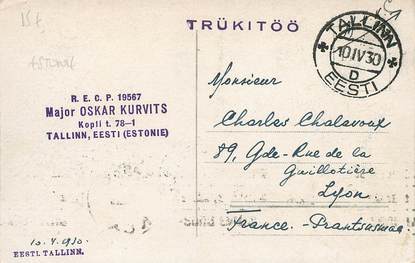 TRÜKITÖÖ
TALLINN
10 IV 30
D
EESTI
R. E. C. P. 19567
Major OSKAR KURVITS
Kopli t. 78-1
TALLINN, EESTI (ESTONIE)
Monsieur
Charles Chalavoux
89, Gde-Rue de la
Guillotière
Lyon
France. - Prantsusmaa
EESTI. TALLINN.